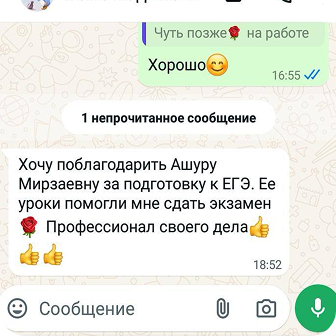 Чуть позже🌹 на работе
Хорошо😊
16:55
1 непрочитанное сообщение
Хочу поблагодарить Ашуру
Мирзаевну за подготовку к ЕГЭ. Ее
уроки помогли мне сдать экзамен
🌹 Профессионал своего дела👍
👍👍
18:52
Сообщение